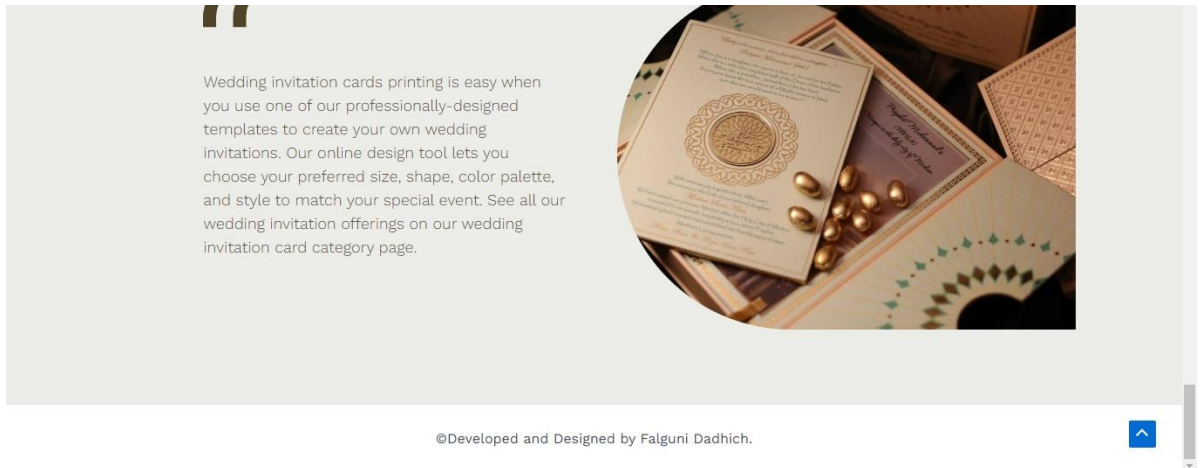 Wedding invitation cards printing is easy when
you use one of our professionally-designed
templates to create your own wedding
invitations. Our online design tool lets you
choose your preferred size, shape, color palette,
and style to match your special event. See all our
wedding invitation offerings on our wedding
invitation card category page.
©Developed and Designed by Falguni Dadhich.